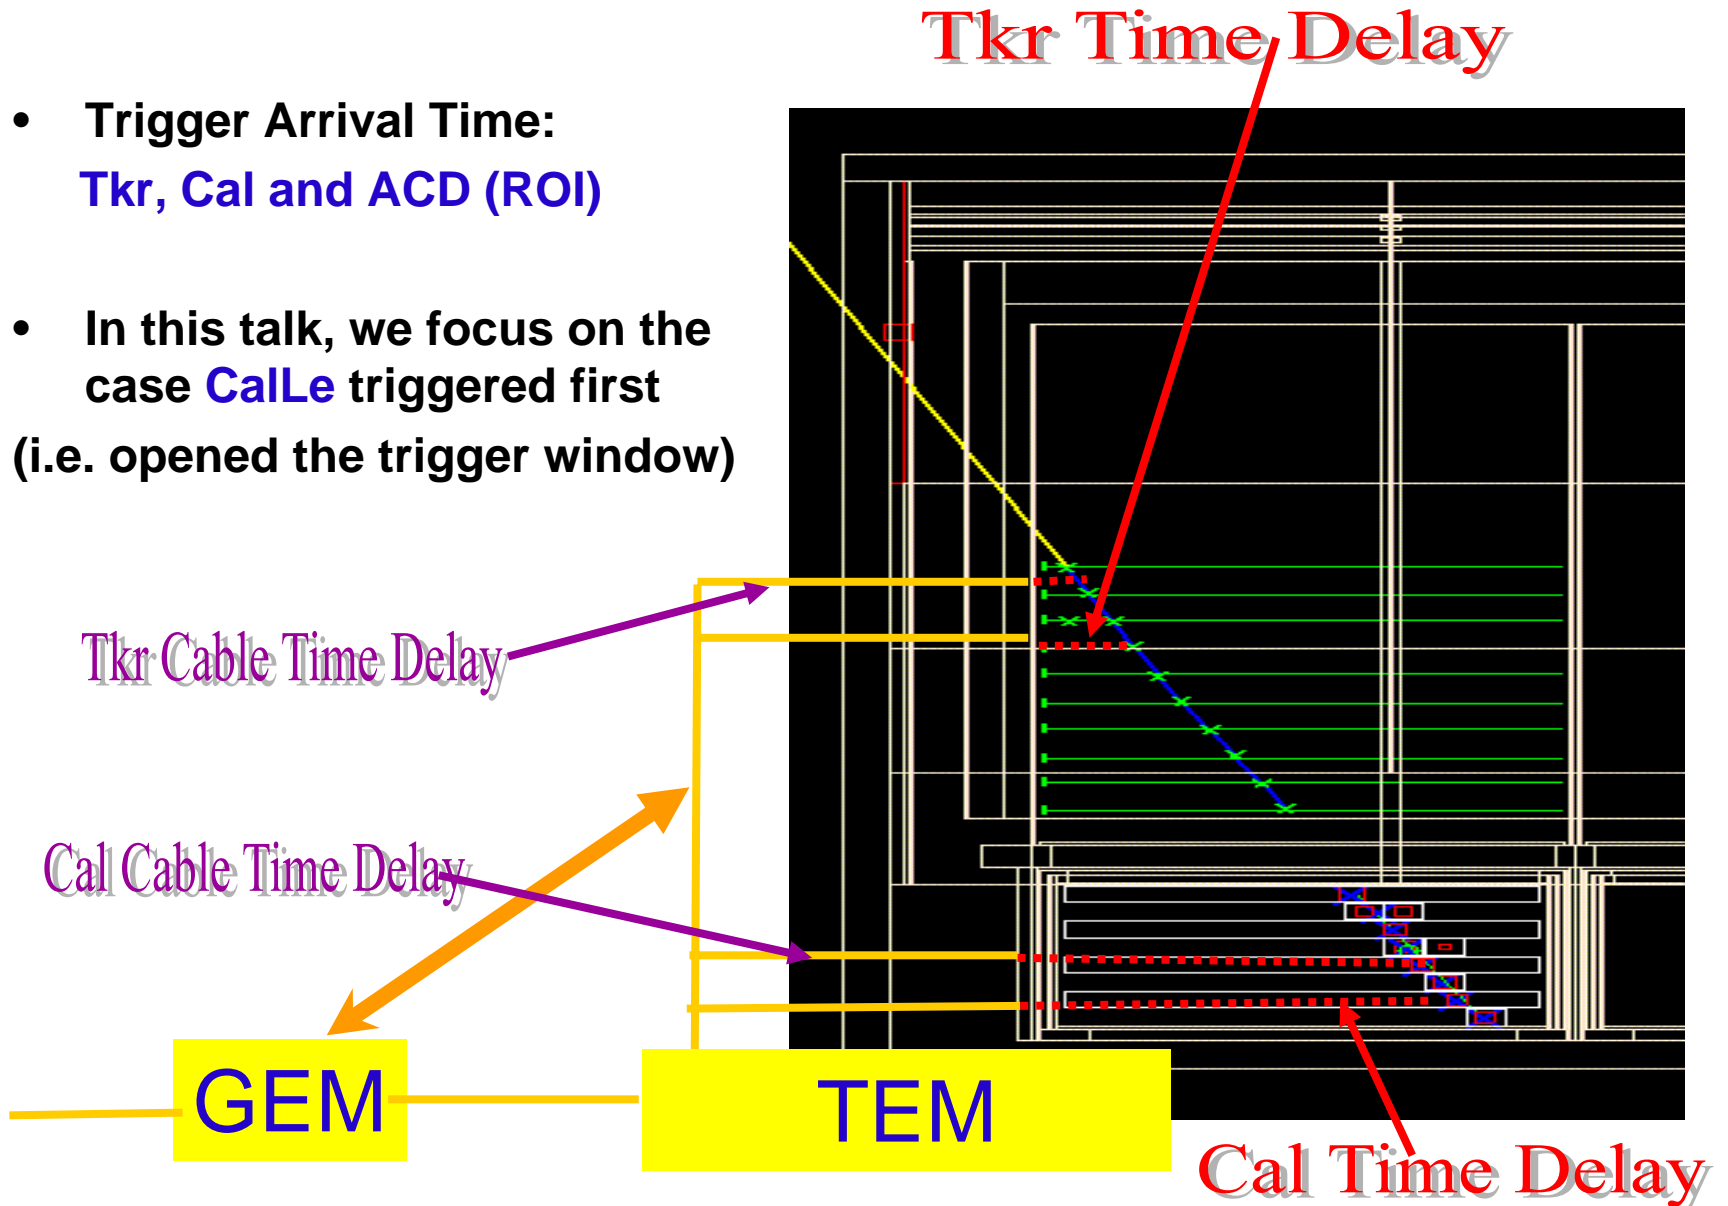 Tkr Time Delay
• Trigger Arrival Time:
Tkr, Cal and ACD (ROI)
• In this talk, we focus on the
case CalLe triggered first
(i.e. opened the trigger window)
Tkr Cable Time Delay
Cal Cable Time Delay
GEM
TEM
Cal Time Delay